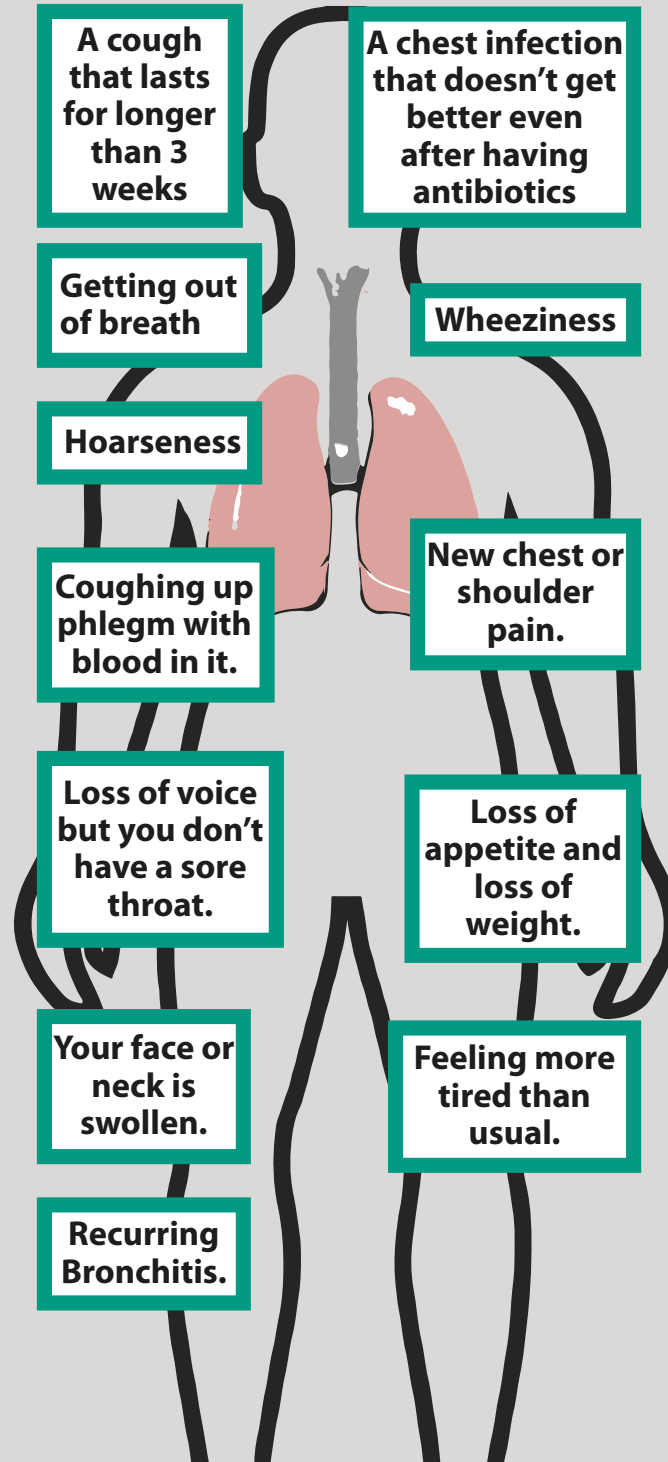 A cough
that lasts
for longer
than 3
weeks
A chest infection
that doesn’t get
better even
after having
antibiotics
Getting out
of breath
Wheeziness
Hoarseness
Coughing up
phlegm with
blood in it.
New chest or
shoulder
pain.
Loss of voice
but you don’t
have a sore
throat.
Loss of
appetite and
loss of
weight.
Your face or
neck is
swollen.
Feeling more
tired than
usual.
Recurring
Bronchitis.